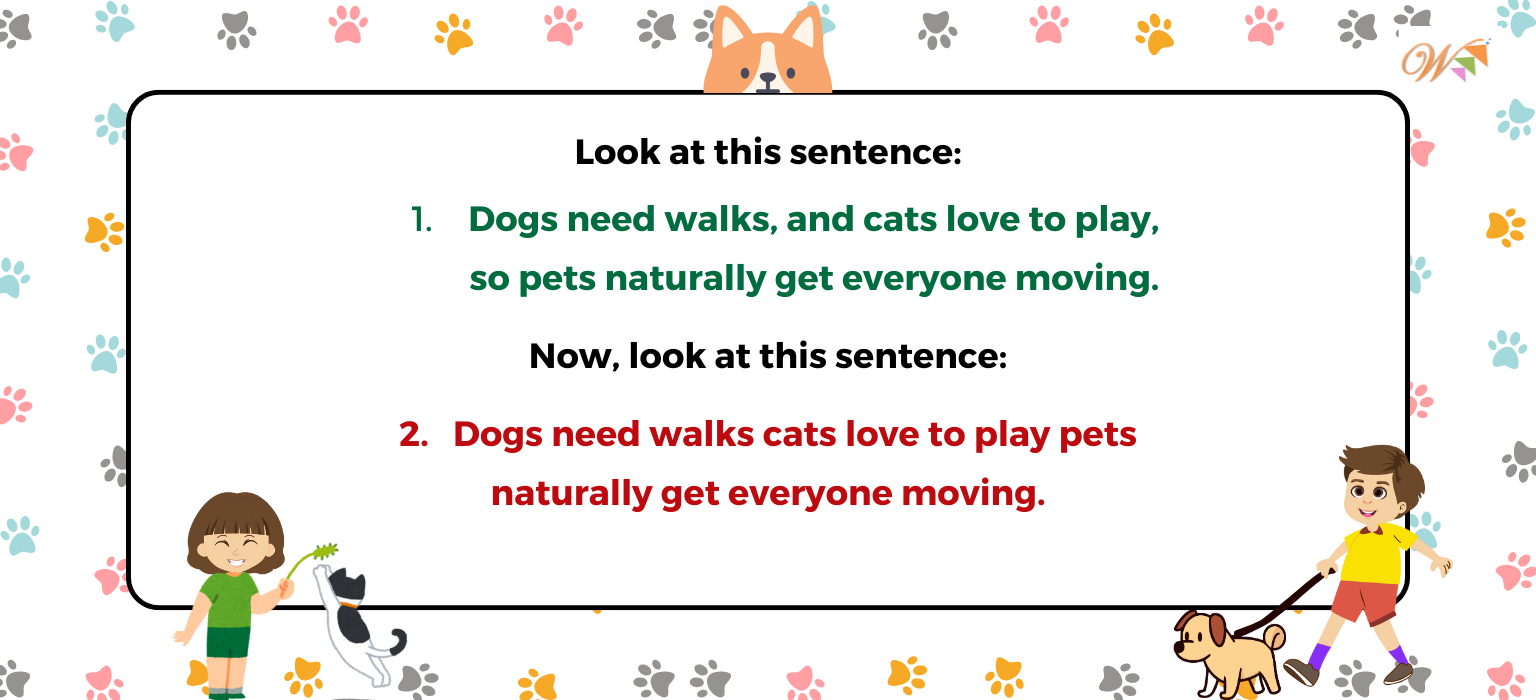 W
Look at this sentence:
1. Dogs need walks, and cats love to play,
so pets naturally get everyone moving.
Now, look at this sentence:
2. Dogs need walks cats love to play pets
naturally get everyone moving.